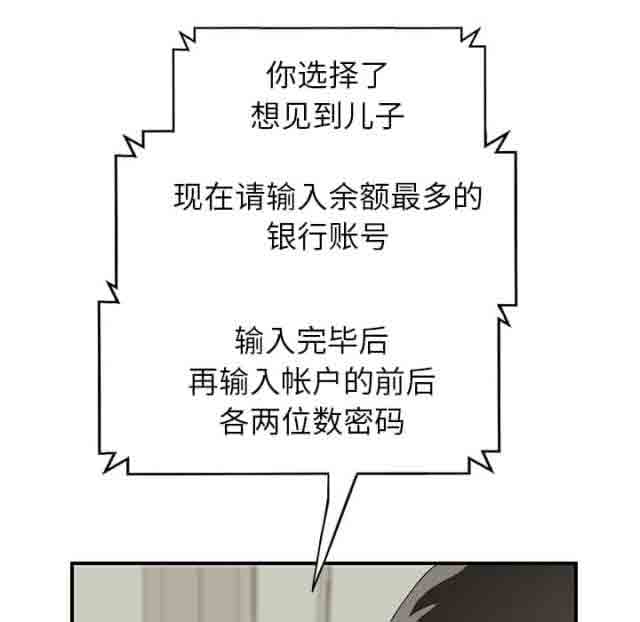 你选择了
想见到儿子
现在请输入余额最多的
银行账号
输入完毕后
再输入帐户的前后
各两位数密码